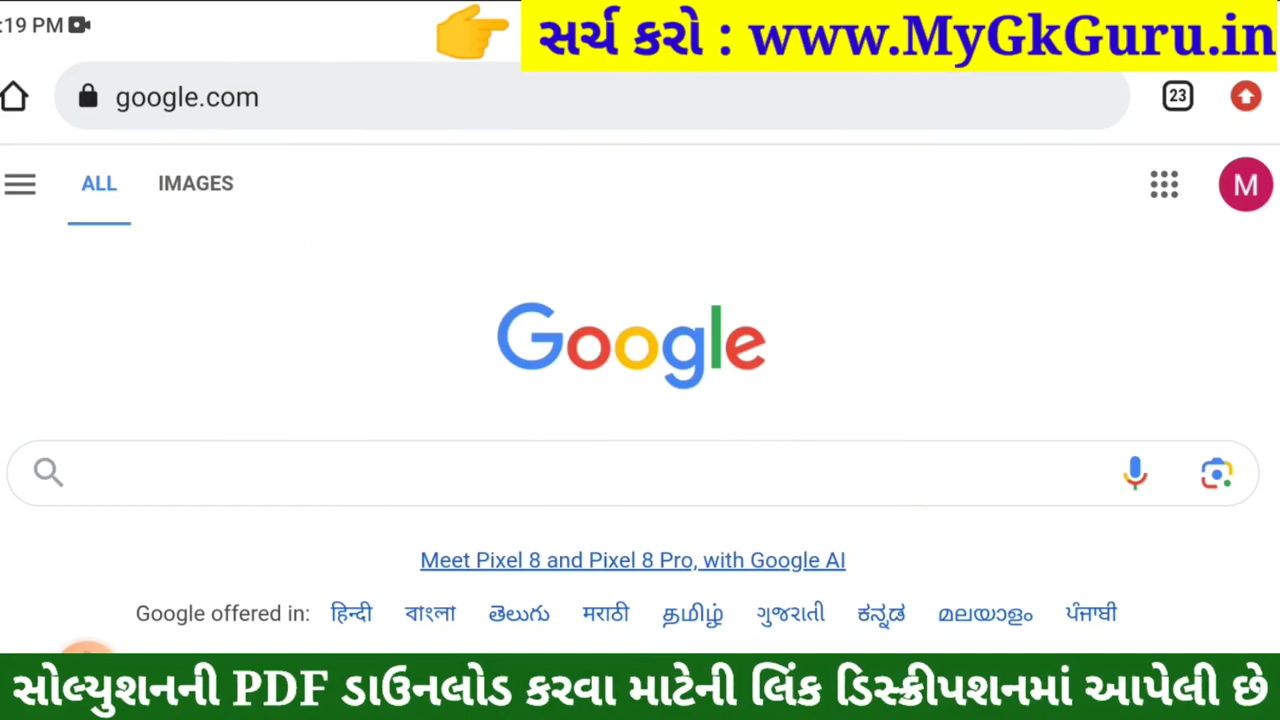 :19 PM
સર્ચ કરો : www.MyGkGuru.in
google.com
23
ALL IMAGES
M
Google
Meet Pixel 8 and Pixel 8 Pro, with Google AI
Google offered in: हिन्दी বাংলা తెలుగు मराठी தமிழ் ગુજરાતી ಕನ್ನಡ മലയാളം ਪੰਜਾਬੀ
સોલ્યુશનની PDF ડાઉનલોડ કરવા માટેની લિંક ડિસ્ક્રીપશનમાં આપેલી છે